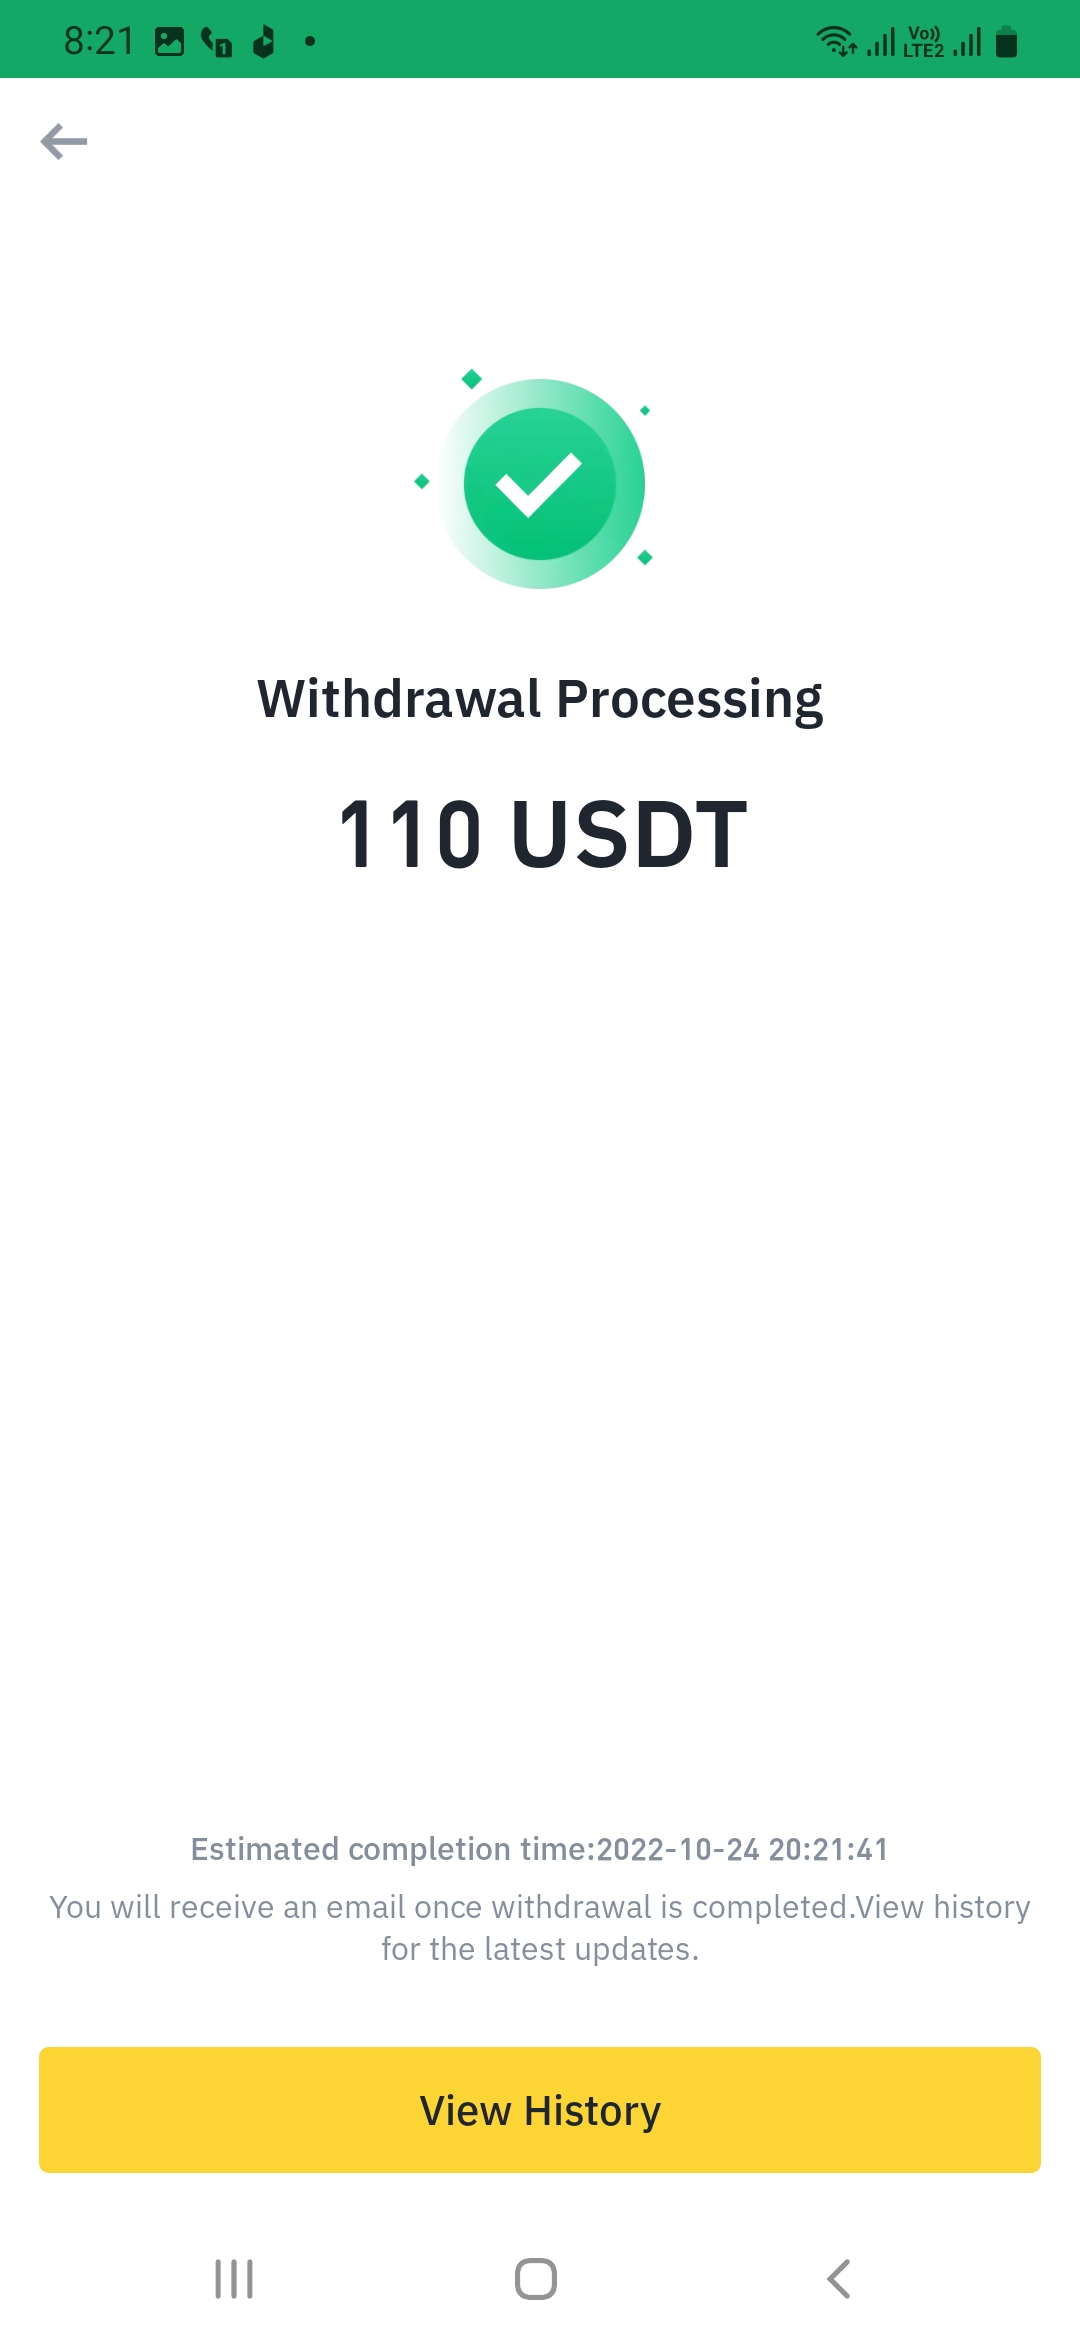 8:21
1
Vo))
LTE2
Withdrawal Processing
110 USDT
Estimated completion time:2022-10-24 20:21:41
You will receive an email once withdrawal is completed.View history
for the latest updates.
View History